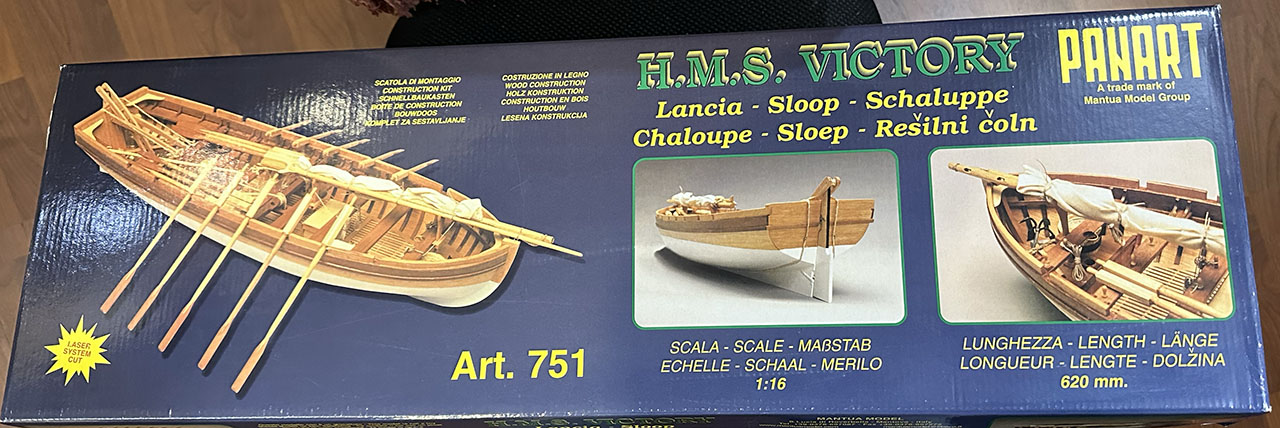 SCATOLA DI MONTAGGIO
CONSTRUCTION KIT
SCHNELLBAUKASTEN
BOITE DE CONSTRUCTION
BOUWDOOS
KOMPLET ZA SESTAVLJANJE
COSTRUZIONE IN LEGNO
WOOD CONSTRUCTION
HOLZ KONSTRUKTION
CONSTRUCTION EN BOIS
HOUTBOUW
LESENA KONSTRUKCIJA
H.M.S. VICTORY
Lancia - Sloop - Schaluppe
Chaloupe - Sloep - Rešilni čoln
PANART
A trade mark of
Mantua Model Group
LASER
SYSTEM
CUT
Art. 751
SCALA - SCALE - MAßSTAB
ECHELLE - SCHAAL - MERILO
1:16
LUNGHEZZA - LENGTH - LÄNGE
LONGUEUR - LENGTE - DOLŽINA
620 mm.
H.M.S. VICTORY
Lancia - Sloop
MANTUA MODEL